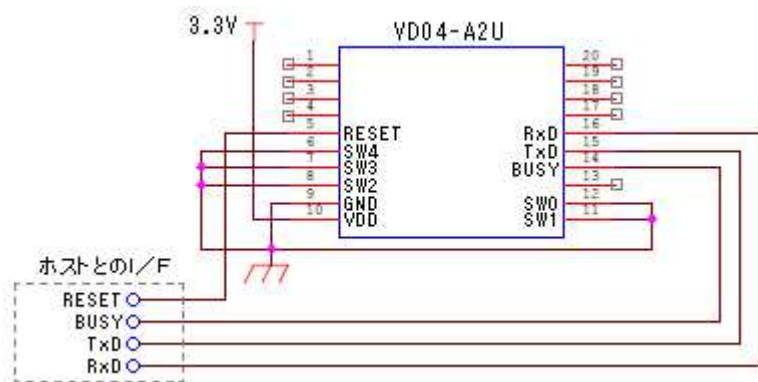 3.3V
VD04-A2U
1
2
3
4
5
6
7
8
9
10
RESET
SW4
SW3
SW2
GND
VDD
20
19
18
17
16
15
14
13
12
11
RxD
TxD
BUSY
SW0
SW1
ホストとのI/F
RESET
BUSY
TxD
RxD